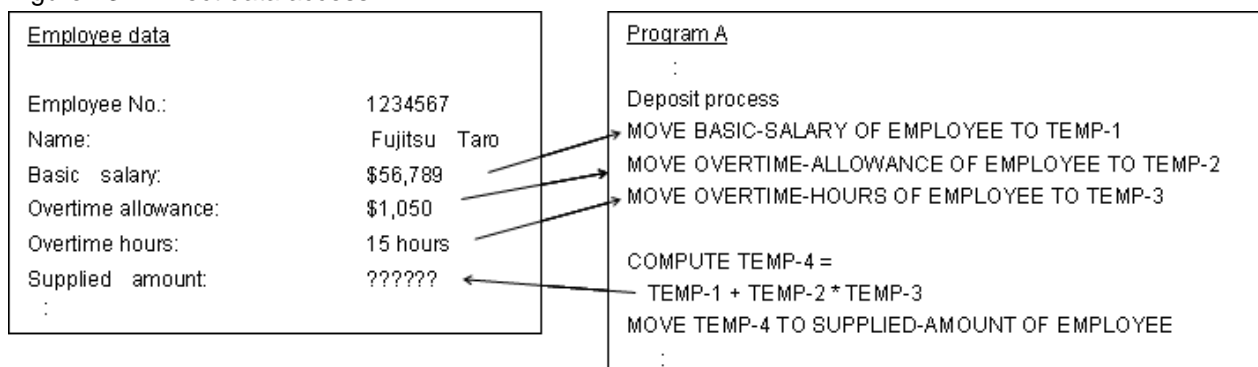 Employee data
Employee No.: 1234567
Name: Fujitsu Taro
Basic salary: $56,789
Overtime allowance: $1,050
Overtime hours: 15 hours
Supplied amount: ??????
:
Program A
:
Deposit process
MOVE BASIC-SALARY OF EMPLOYEE TO TEMP-1
MOVE OVERTIME-ALLOWANCE OF EMPLOYEE TO TEMP-2
MOVE OVERTIME-HOURS OF EMPLOYEE TO TEMP-3
COMPUTE TEMP-4 =
TEMP-1 + TEMP-2 * TEMP-3
MOVE TEMP-4 TO SUPPLIED-AMOUNT OF EMPLOYEE
: